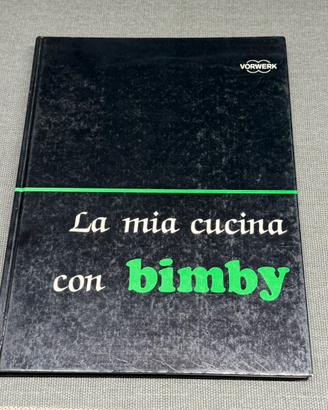 VORWERK
La mia cucina
con bimby